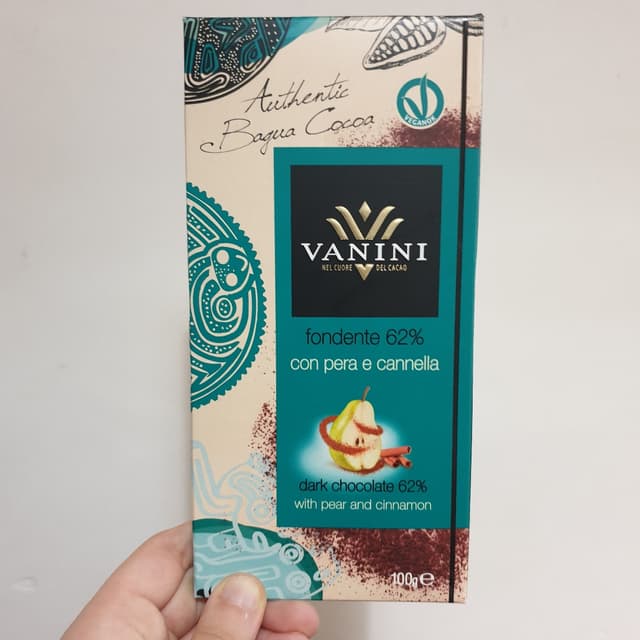 Authentic
Bagua Cocoa
VEGANOK
VANINI
NEL CUORE DEL CACAO
fondente 62%
con pera e cannella
dark chocolate 62%
with pear and cinnamon
100g ℮